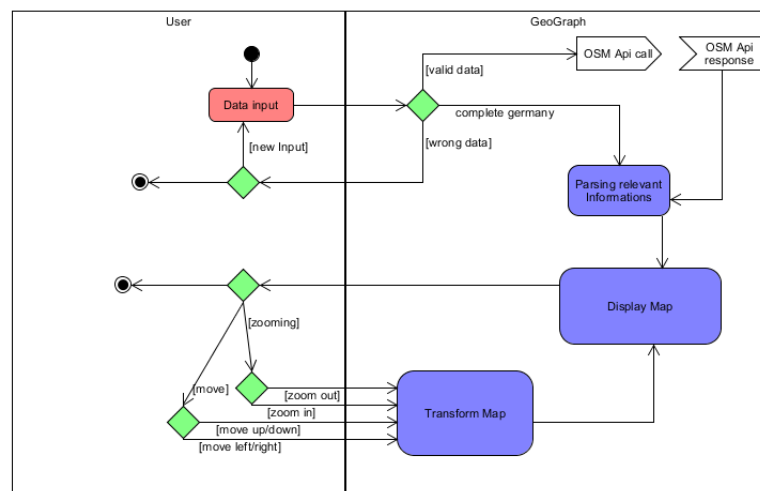 User
GeoGraph
OSM Api call
OSM Api
response
[valid data]
Data input
complete germany
[new Input]
[wrong data]
Parsing relevant
Informations
Display Map
[zooming]
[move]
[zoom out]
[zoom in]
Transform Map
[move up/down]
[move left/right]